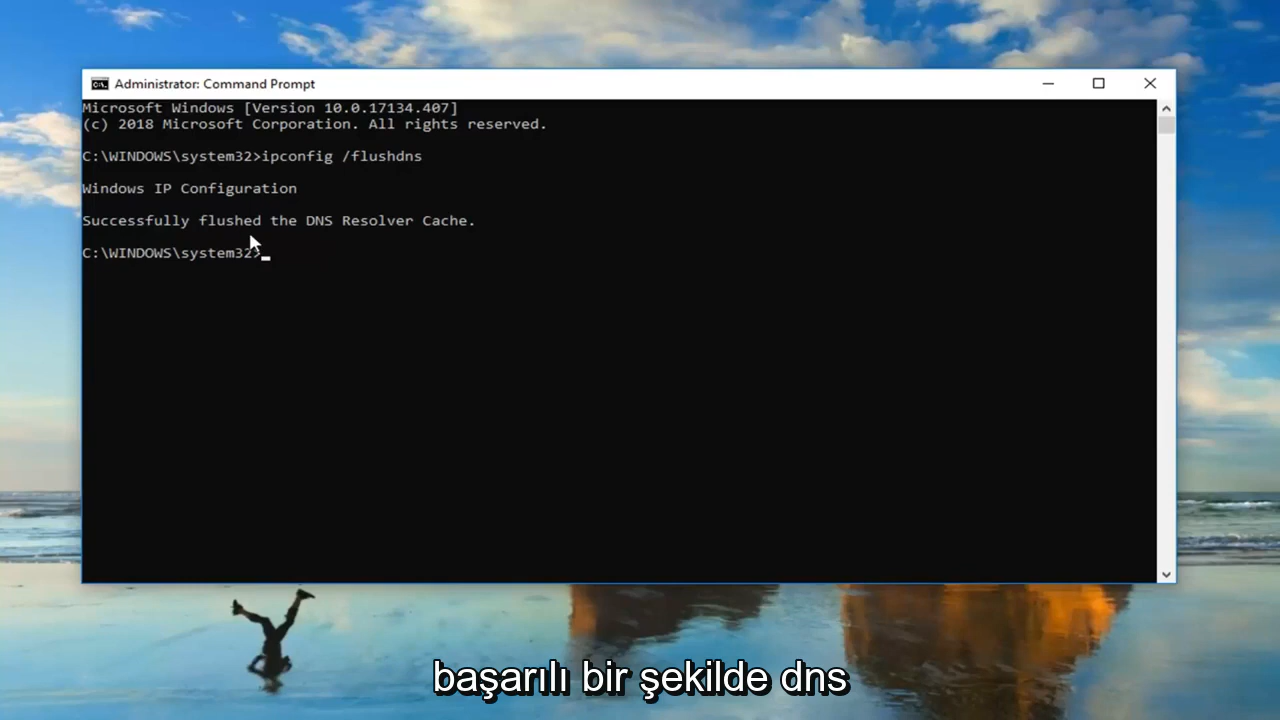 Administrator: Command Prompt
Microsoft Windows [Version 10.0.17134.407]
(c) 2018 Microsoft Corporation. All rights reserved.
C:\WINDOWS\system32>ipconfig /flushdns
Windows IP Configuration
Successfully flushed the DNS Resolver Cache.
C:\WINDOWS\system32>
başarılı bir şekilde dns